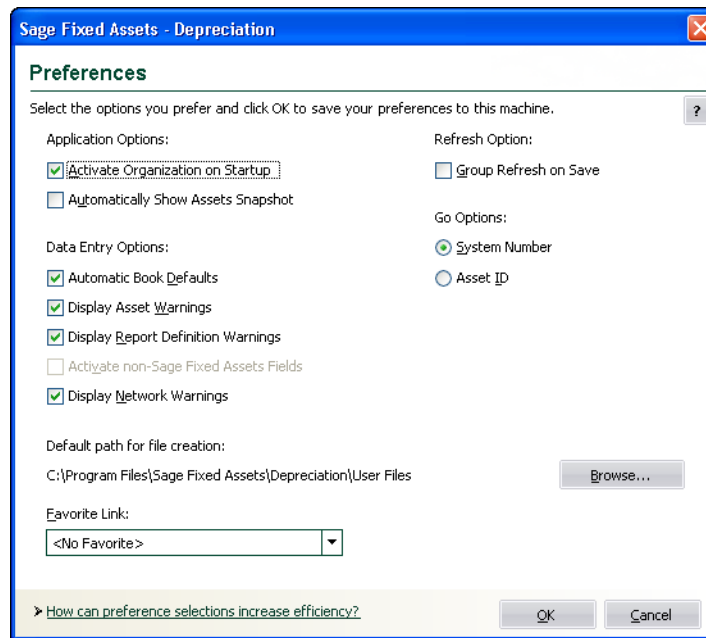 Sage Fixed Assets - Depreciation
Preferences
Select the options you prefer and click OK to save your preferences to this machine.
?
Application Options:
Activate Organization on Startup
Automatically Show Assets Snapshot
Refresh Option:
Group Refresh on Save
Go Options:
System Number
Asset ID
Data Entry Options:
Automatic Book Defaults
Display Asset Warnings
Display Report Definition Warnings
Activate non-Sage Fixed Assets Fields
Display Network Warnings
Default path for file creation:
C:\Program Files\Sage Fixed Assets\Depreciation\User Files
Browse...
Favorite Link:
<No Favorite>
How can preference selections increase efficiency?
OK
Cancel